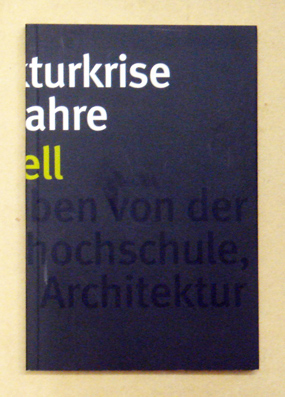 kturkrise
ahre
ell
ben von der
hochschule,
Architektur